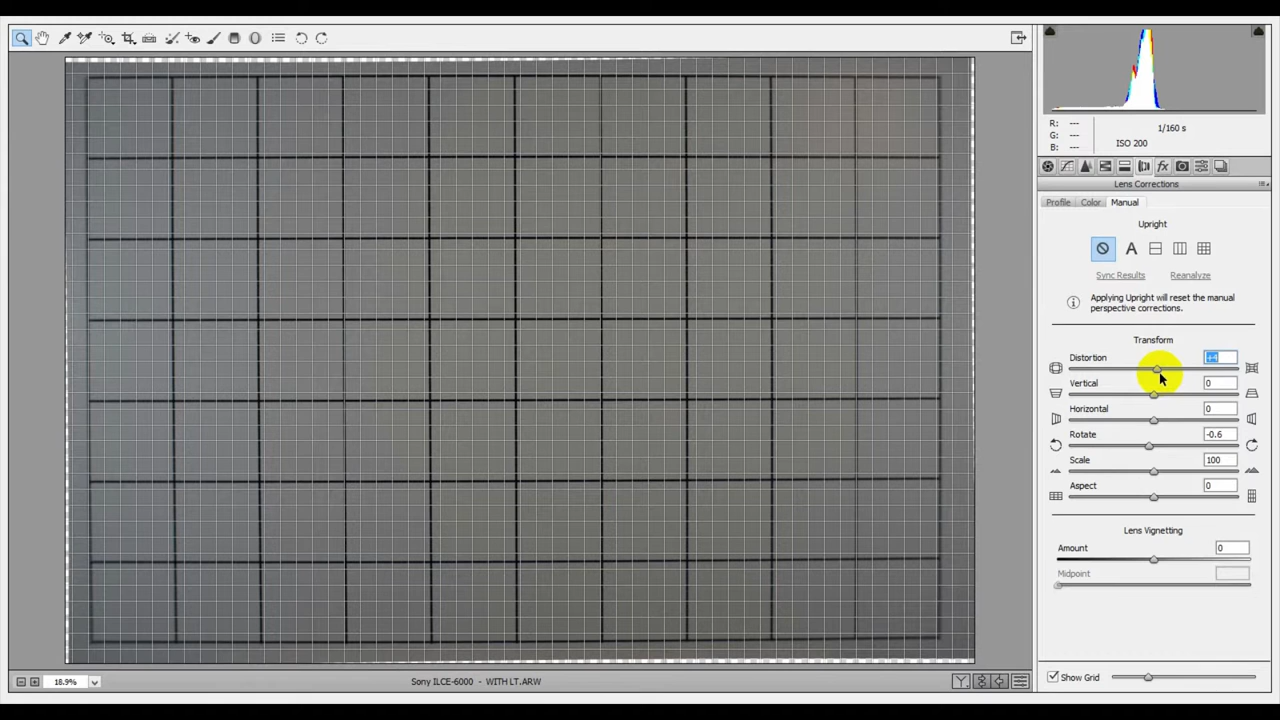 R: ---
G: ---
B: ---
1/160 s
ISO 200
fx
Lens Corrections
Profile Color Manual
Upright
A
Sync Results Reanalyze
Applying Upright will reset the manual
perspective corrections.
Transform
Distortion +4
Vertical 0
Horizontal 0
Rotate -0.6
Scale 100
Aspect 0
Lens Vignetting
Amount 0
Midpoint
18.9% Sony ILCE-6000 - WITH LT.ARW Y Show Grid